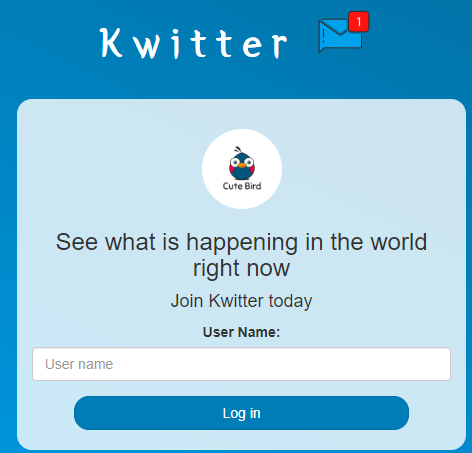 Kwitter
1
Cute Bird
See what is happening in the world
right now
Join Kwitter today
User Name:
User name
Log in